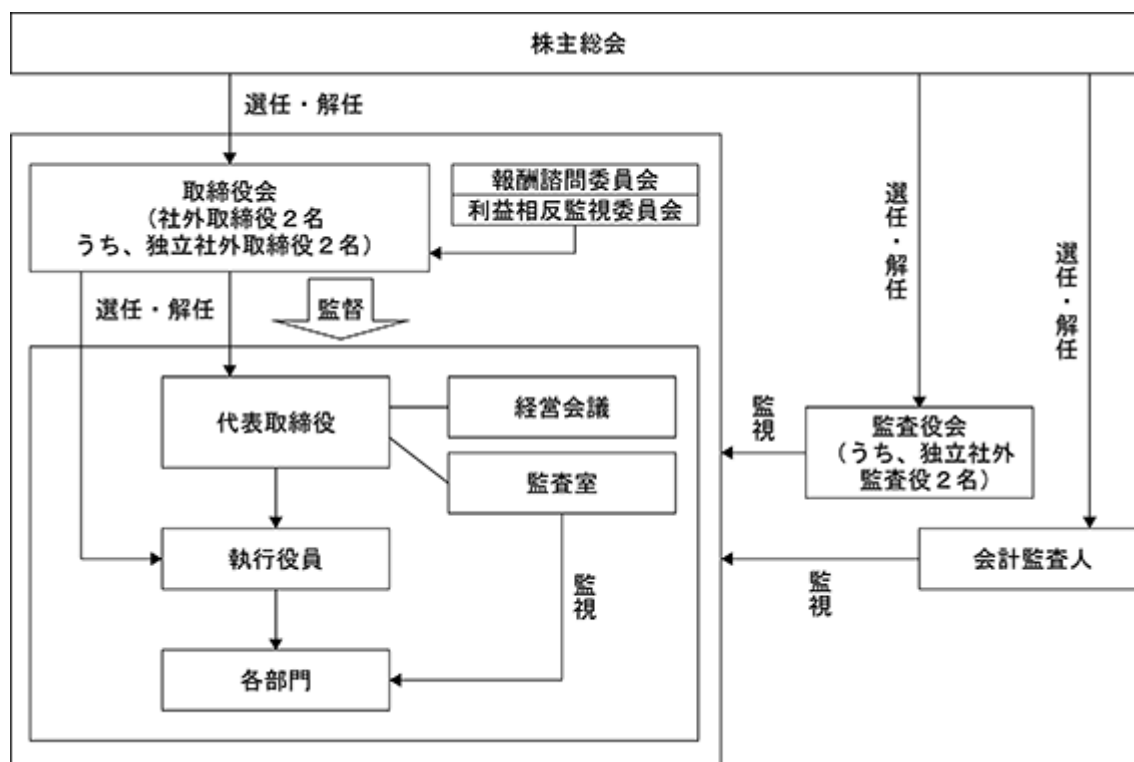 株主総会
選任・解任
取締役会
（社外取締役２名
うち、独立社外取締役２名）
報酬諮問委員会
利益相反監視委員会
選任・解任
監督
選任・解任
選任・解任
代表取締役
経営会議
監査室
監視
監査役会
（うち、独立社外
監査役２名）
執行役員
監視
監視
会計監査人
各部門